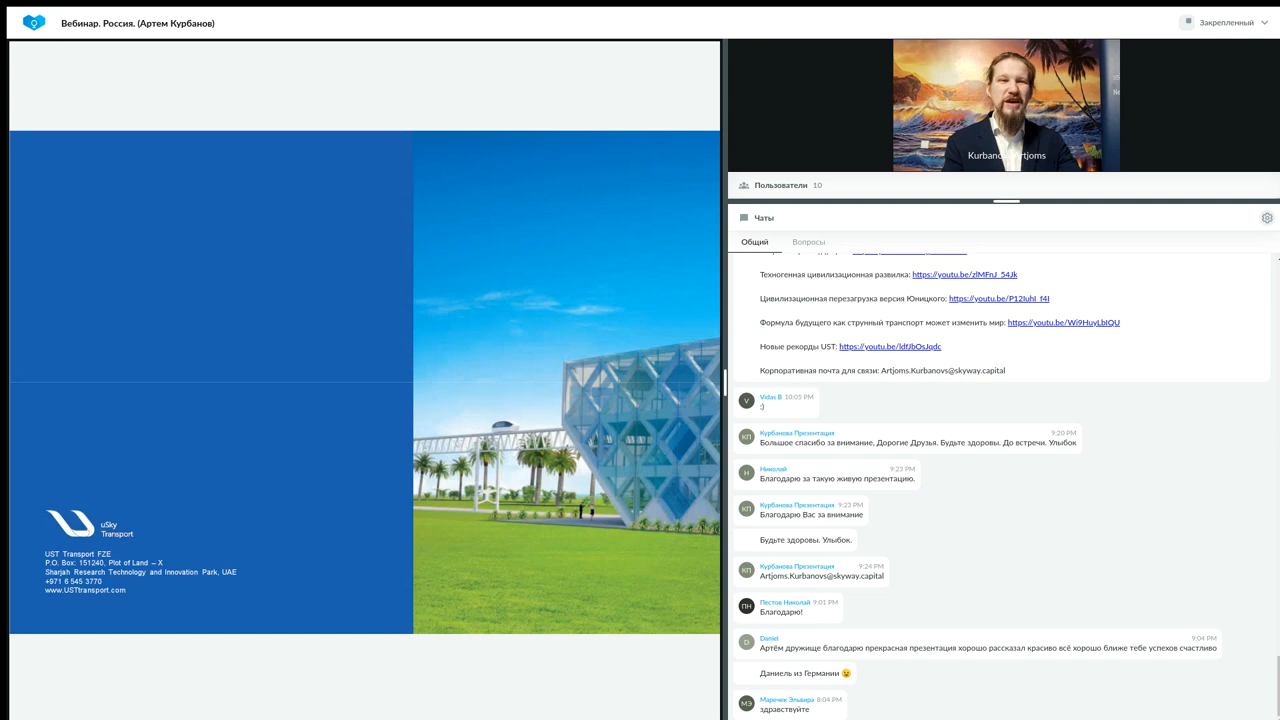 Вебинар. Россия. (Артем Курбанов)
Закрепленный
uSky
Transport
UST Transport FZE
P.O. Box: 151240, Plot of Land – X
Sharjah Research Technology and Innovation Park, UAE
+971 6 545 3770
www.USTtransport.com
Kurbanovs Artjoms
Пользователи 10
Чаты
Общий
Вопросы
Техногенная цивилизационная развилка: https://youtu.be/zlMFnJ_54Jk
Цивилизационная перезагрузка версия Юницкого: https://youtu.be/P12IuhI_f4I
Формула будущего как струнный транспорт может изменить мир: https://youtu.be/Wi9HuyLbIQU
Новые рекорды UST: https://youtu.be/ldfJbOsJqdc
Корпоративная почта для связи: Artjoms.Kurbanovs@skyway.capital
V
Vidas B 10:05 PM
:)
КП
Курбанова Презентация 9:20 PM
Большое спасибо за внимание, Дорогие Друзья. Будьте здоровы. До встречи. Улыбок
Н
Николай 9:23 PM
Благодарю за такую живую презентацию.
КП
Курбанова Презентация 9:23 PM
Благодарю Вас за внимание
Будьте здоровы. Улыбок.
КП
Курбанова Презентация 9:24 PM
Artjoms.Kurbanovs@skyway.capital
ПН
Пестов Николай 9:01 PM
Благодарю!
D
Daniel 9:04 PM
Артём дружище благодарю прекрасная презентация хорошо рассказал красиво всё хорошо ближе тебе успехов счастливо
Даниель из Германии 😉
МЭ
Маречек Эльвира 8:04 PM
здравствуйте